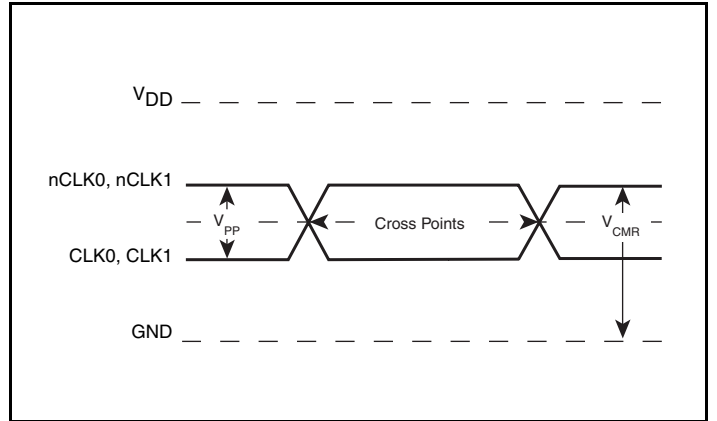 VDD
nCLK0, nCLK1
VPP
Cross Points
VCMR
CLK0, CLK1
GND